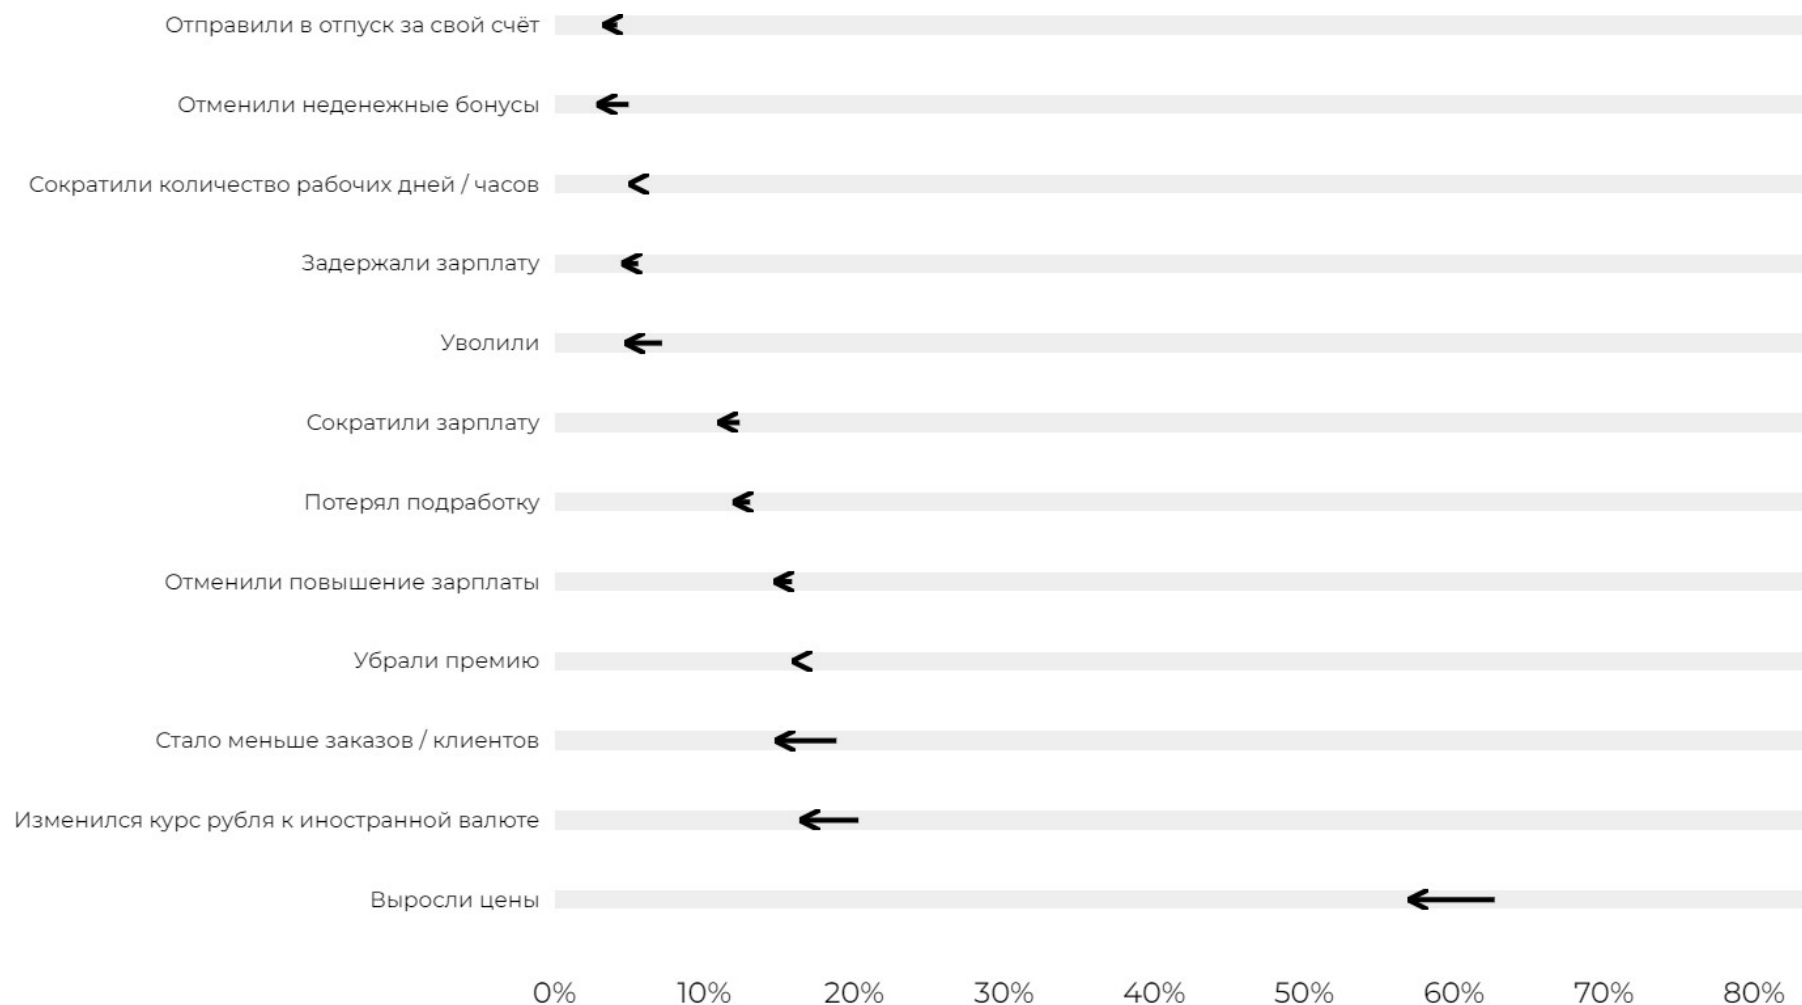 Отправили в отпуск за свой счёт
Отменили неденежные бонусы
Сократили количество рабочих дней / часов
Задержали зарплату
Уволили
Сократили зарплату
Потерял подработку
Отменили повышение зарплаты
Убрали премию
Стало меньше заказов / клиентов
Изменился курс рубля к иностранной валюте
Выросли цены
0% 10% 20% 30% 40% 50% 60% 70% 80%